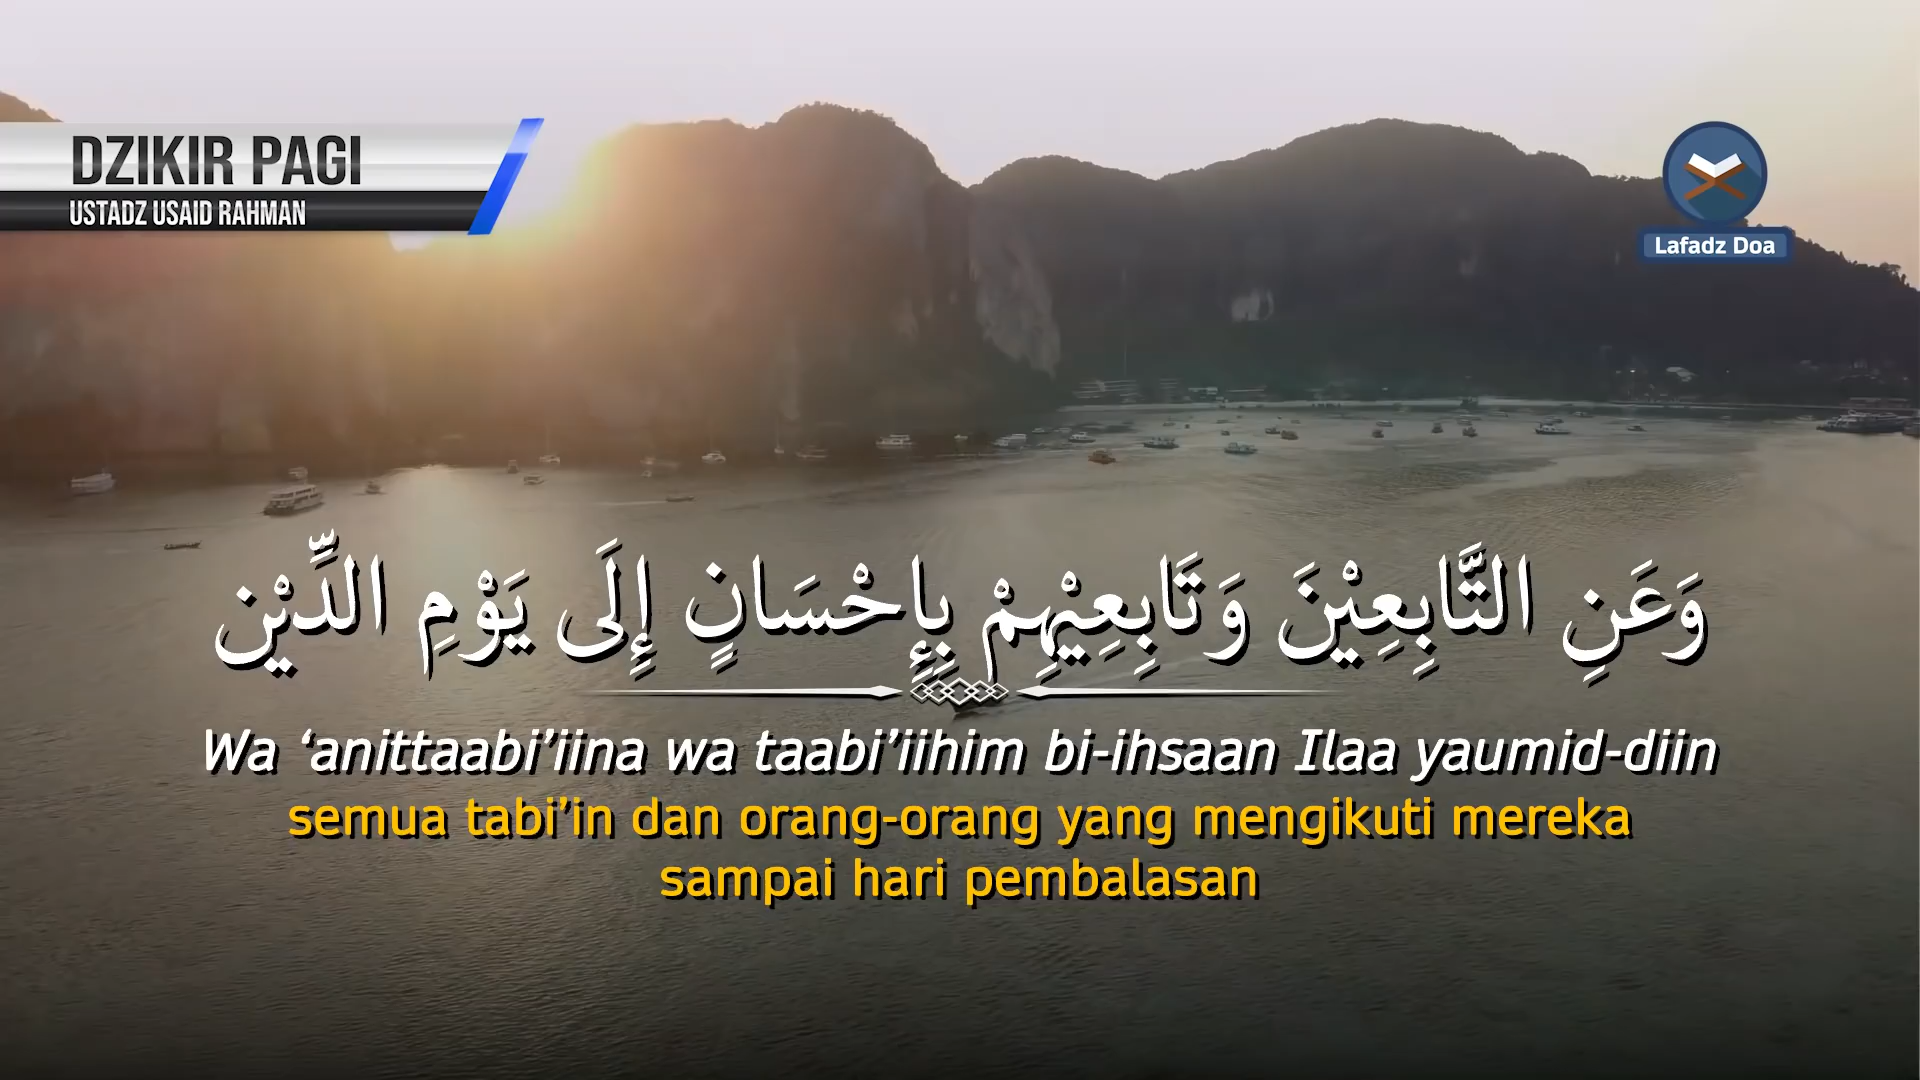 DZIKIR PAGI
USTADZ USAID RAHMAN
Lafadz Doa
وَعَنِ التَّابِعِيْنَ وَتَابِعِيْهِمْ بِإِحْسَانٍ إِلَى يَوْمِ الدِّيْنِ
Wa ‘anittaabi’iina wa taabi’iihim bi-ihsaan Ilaa yaumid-diin
semua tabi’in dan orang-orang yang mengikuti mereka
sampai hari pembalasan